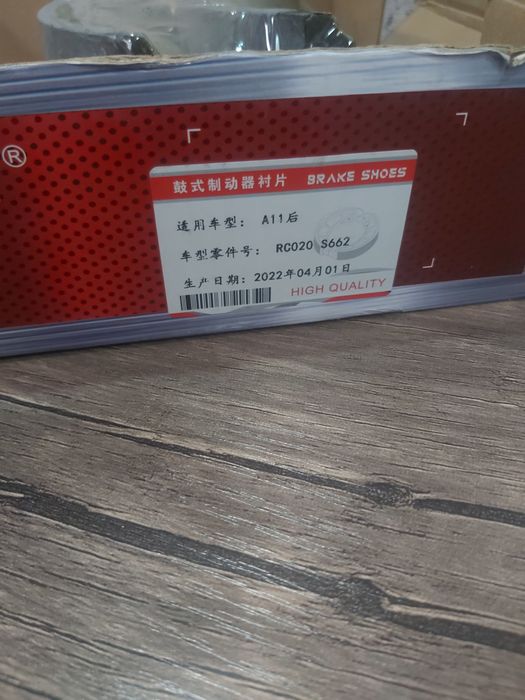 ®
鼓式制动器衬片 BRAKE SHOES
适用车型： A11后
车型零件号： RC020 S662
生产日期：2022年04月01日
HIGH QUALITY